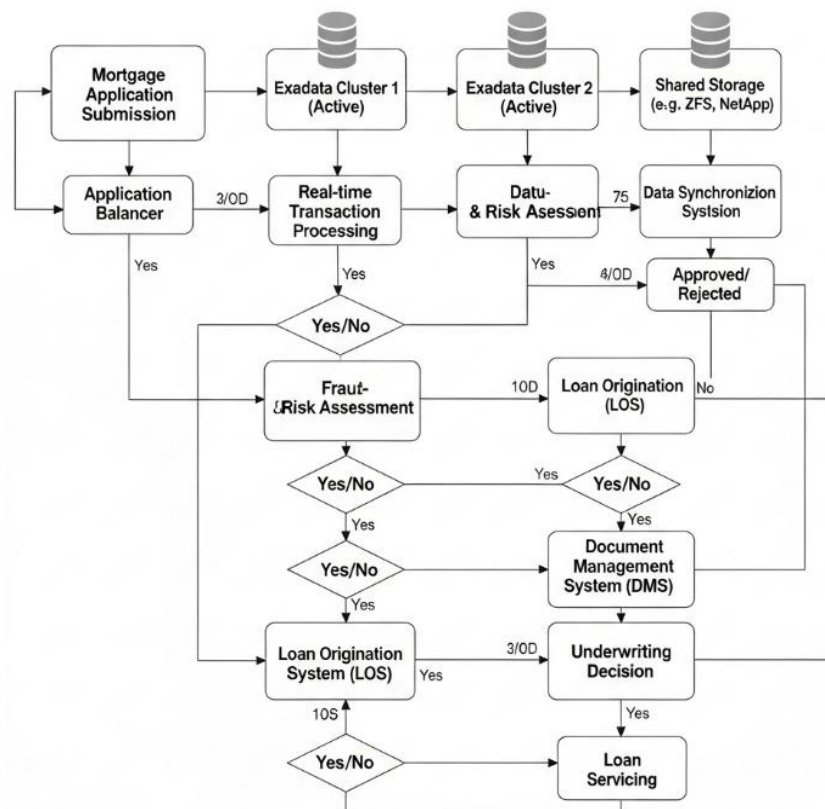 Mortgage
Application
Submission
Exadata Cluster 1
(Active)
Exadata Cluster 2
(Active)
Shared Storage
(e.g. ZFS, NetApp)
Application
Balancer
3/0D
Real-time
Transaction
Processing
Datu-
& Risk Asessment
75
Data Synchronizion
Systsion
Yes
Yes
Yes
4/0D
Approved/
Rejected
Yes/No
Fraut-
&Risk Assessment
10D
Loan Origination
(LOS)
No
Yes/No
Yes
Yes/No
Yes
Yes
Yes/No
Document
Management
System (DMS)
Yes
Loan Origination
System (LOS)
Yes
3/0D
Underwriting
Decision
10S
Yes
Yes/No
Loan
Servicing